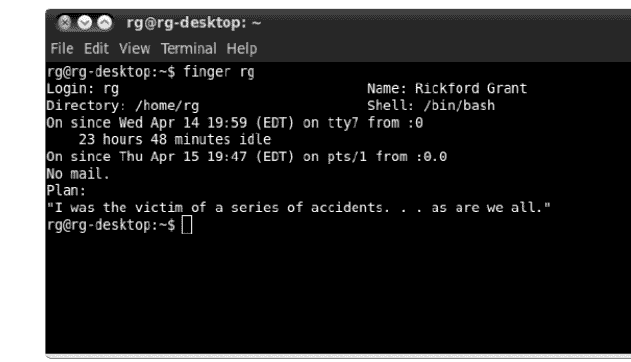 rg@rg-desktop: ~
File Edit View Terminal Help
rg@rg-desktop:~$ finger rg
Login: rg Name: Rickford Grant
Directory: /home/rg Shell: /bin/bash
On since Wed Apr 14 19:59 (EDT) on tty7 from :0
23 hours 48 minutes idle
On since Thu Apr 15 19:47 (EDT) on pts/1 from :0.0
No mail.
Plan:
"I was the victim of a series of accidents. . . as are we all."
rg@rg-desktop:~$